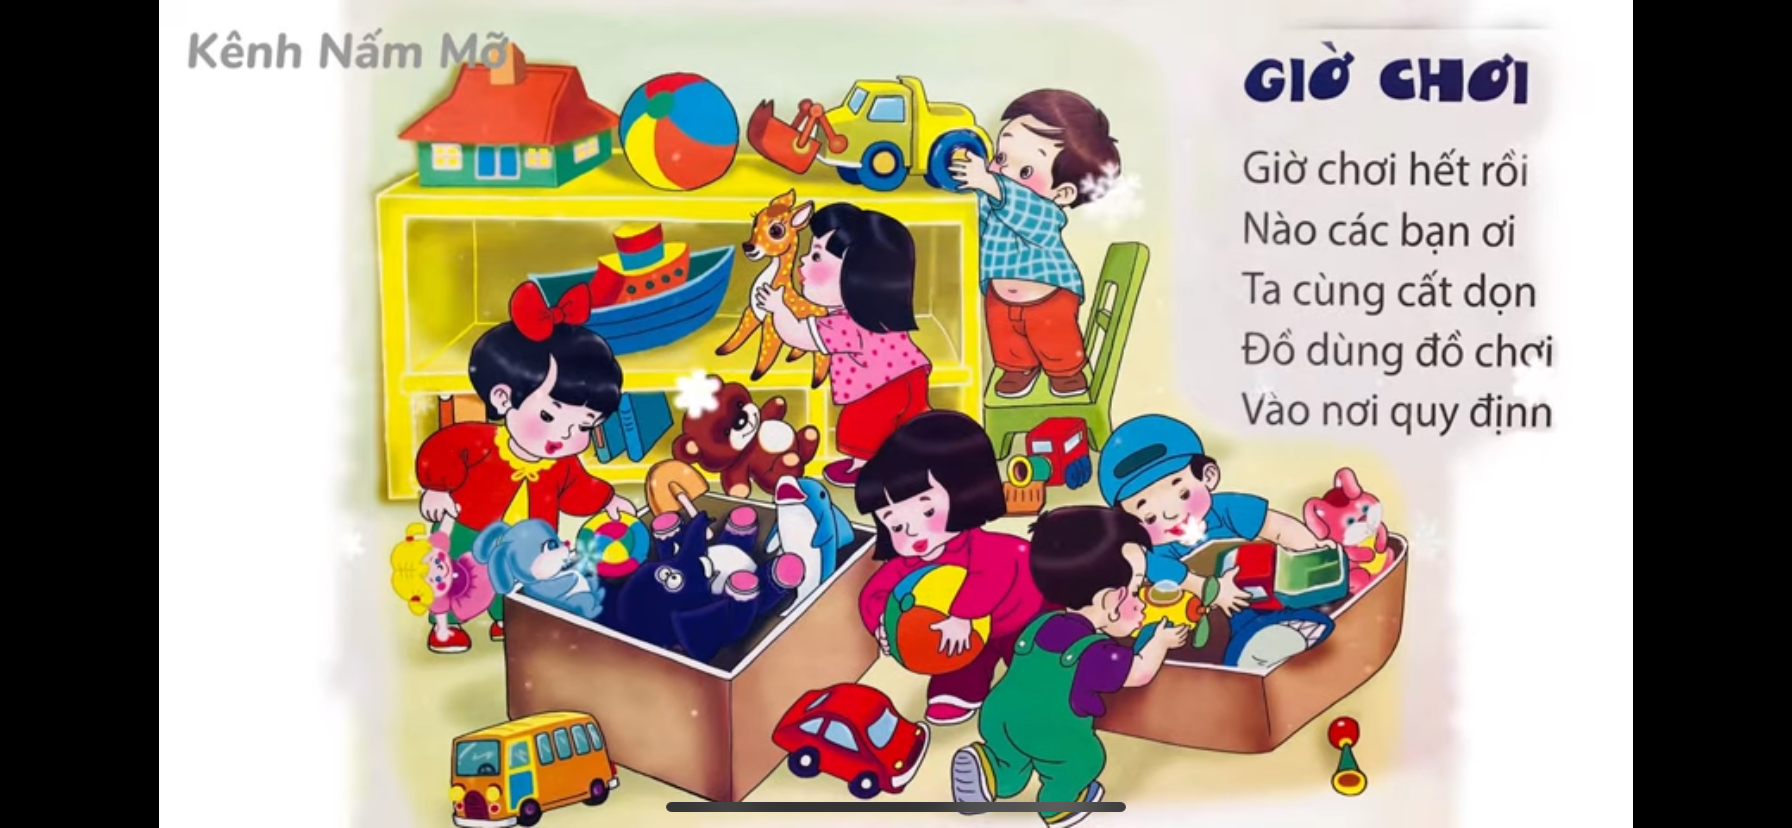 Kênh Nấm Mỡ
GIỜ CHƠI
Giờ chơi hết rồi
Nào các bạn ơi
Ta cùng cất dọn
Đồ dùng đồ chơi
Vào nơi quy định